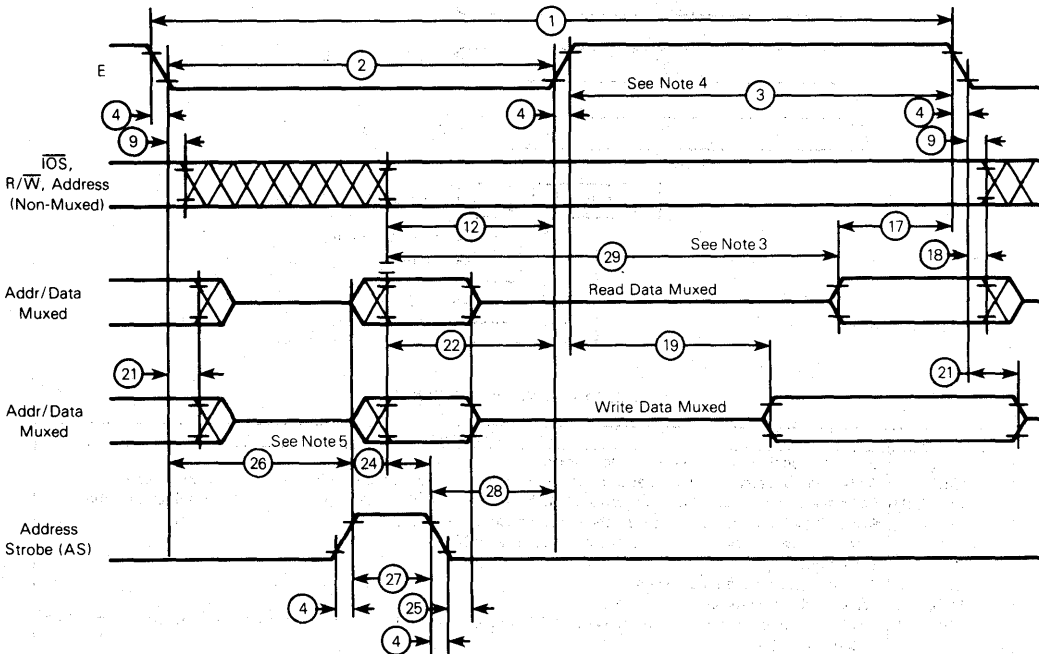 1
E
2
See Note 4
3
4
4
4
9
9
IOS,
R/W, Address
(Non-Muxed)
12
17
See Note 3
29
18
Addr/Data
Muxed
Read Data Muxed
22
19
21
21
Addr/Data
Muxed
Write Data Muxed
See Note 5
26
24
28
Address
Strobe (AS)
27
4
25
4